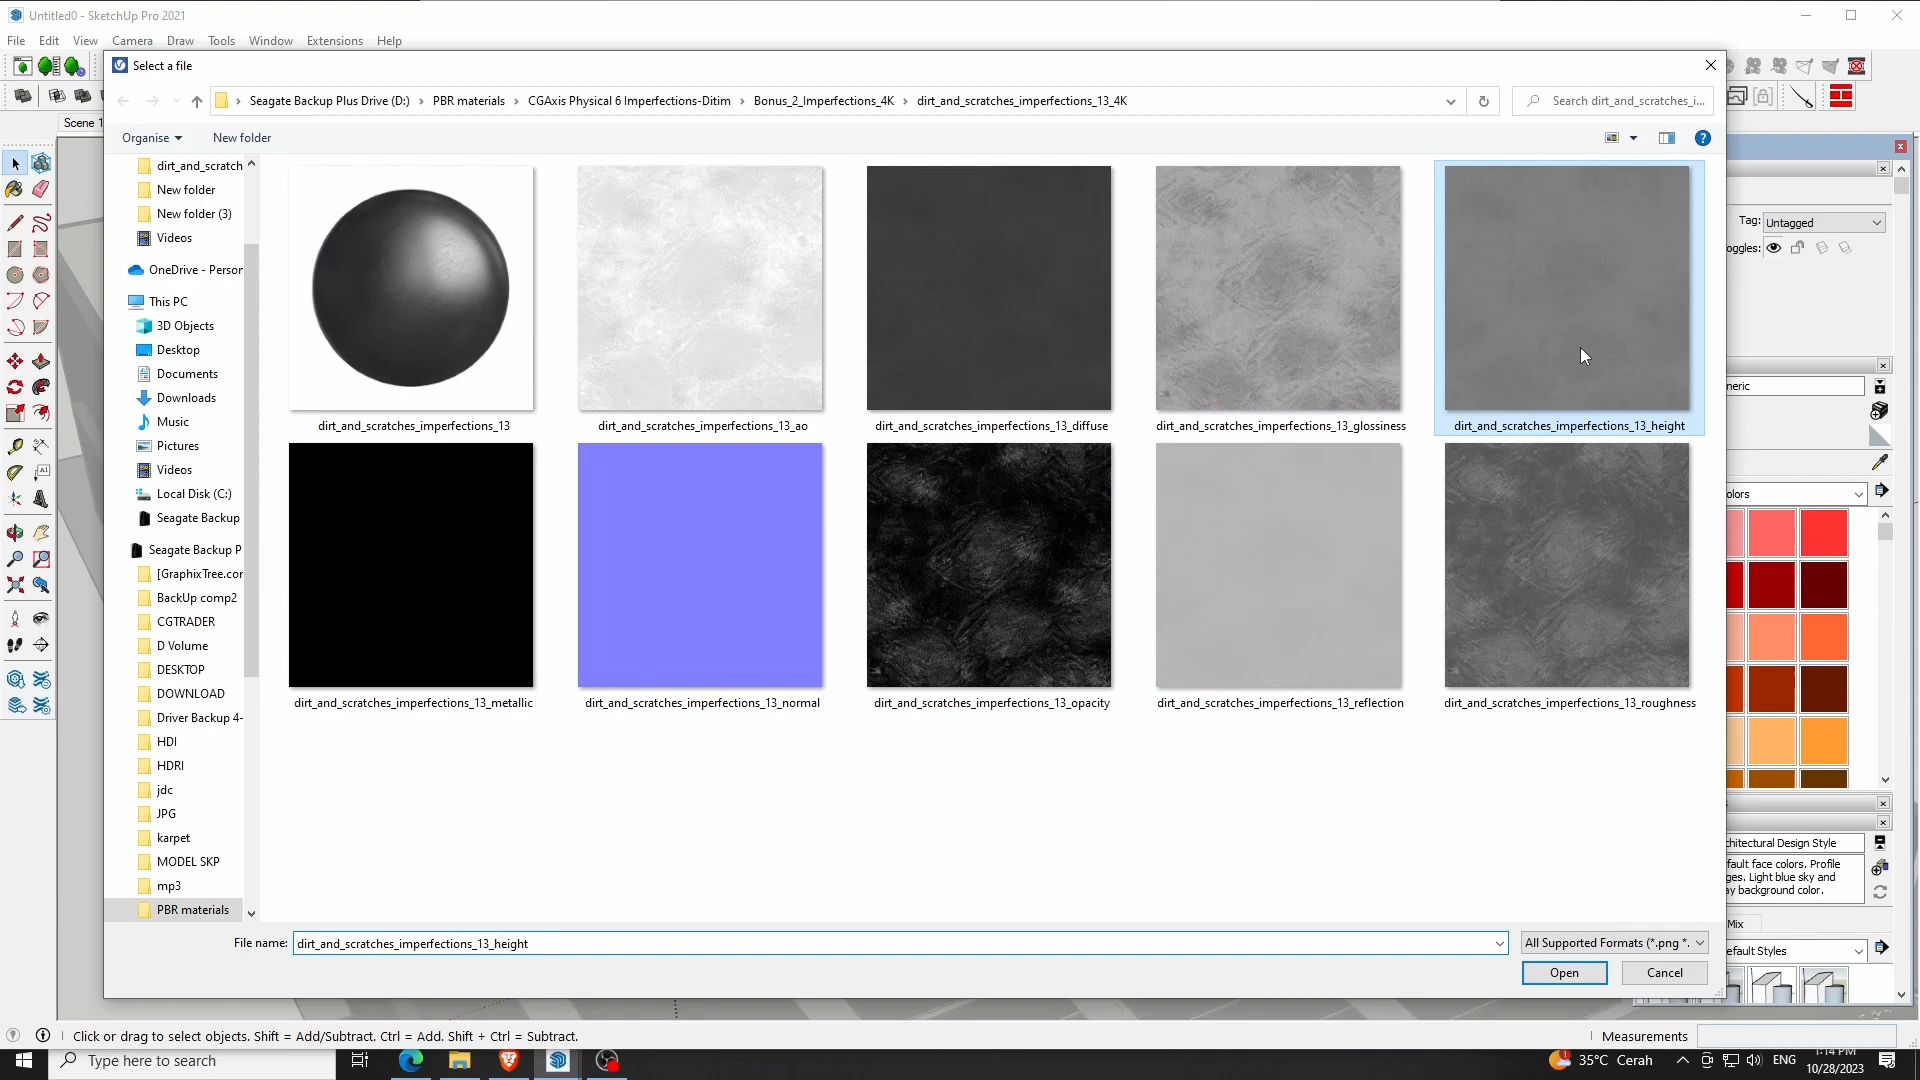 Untitled0 - SketchUp Pro 2021
File Edit View Camera Draw Tools Window Extensions Help
Select a file
Seagate Backup Plus Drive (D:) › PBR materials › CGAxis Physical 6 Imperfections-Ditim › Bonus_2_Imperfections_4K › dirt_and_scratches_imperfections_13_4K
Search dirt_and_scratches_i...
Scene 1
Organise New folder
dirt_and_scratch
New folder
New folder (3)
Videos
OneDrive - Person
This PC
3D Objects
Desktop
Documents
Downloads
Music
Pictures
Videos
Local Disk (C:)
Seagate Backup
Seagate Backup P
[GraphixTree.cor
BackUp comp2
CGTRADER
D Volume
DESKTOP
DOWNLOAD
Driver Backup 4-
HDI
HDRI
jdc
JPG
karpet
MODEL SKP
mp3
PBR materials
dirt_and_scratches_imperfections_13
dirt_and_scratches_imperfections_13_ao
dirt_and_scratches_imperfections_13_diffuse
dirt_and_scratches_imperfections_13_glossiness
dirt_and_scratches_imperfections_13_height
dirt_and_scratches_imperfections_13_metallic
dirt_and_scratches_imperfections_13_normal
dirt_and_scratches_imperfections_13_opacity
dirt_and_scratches_imperfections_13_reflection
dirt_and_scratches_imperfections_13_roughness
File name: dirt_and_scratches_imperfections_13_height
All Supported Formats (*.png *.
Open Cancel
Tag: Untagged
oggles:
neric
olors
chitectural Design Style
fault face colors. Profile
ges. Light blue sky and
ay background color.
Mix
efault Styles
Click or drag to select objects. Shift = Add/Subtract. Ctrl = Add. Shift + Ctrl = Subtract.
Measurements
Type here to search
35°C Cerah
ENG
1:14 PM
10/28/2023